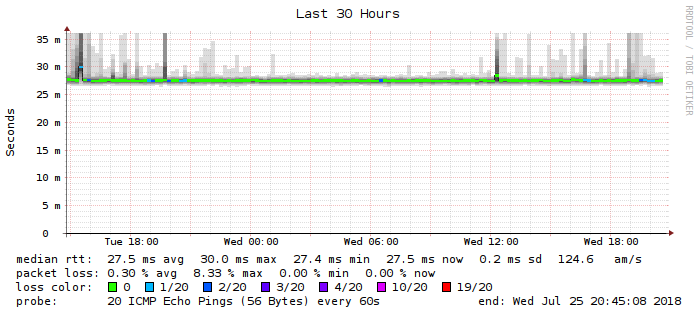 Last 30 Hours
RRDTOOL / TOBI OETIKER
Seconds
35 m
30 m
25 m
20 m
15 m
10 m
5 m
0
Tue 18:00 Wed 00:00 Wed 06:00 Wed 12:00 Wed 18:00
median rtt: 27.5 ms avg 30.0 ms max 27.4 ms min 27.5 ms now 0.2 ms sd 124.6 am/s
packet loss: 0.30 % avg 8.33 % max 0.00 % min 0.00 % now
loss color: 0 1/20 2/20 3/20 4/20 10/20 19/20
probe: 20 ICMP Echo Pings (56 Bytes) every 60s end: Wed Jul 25 20:45:08 2018